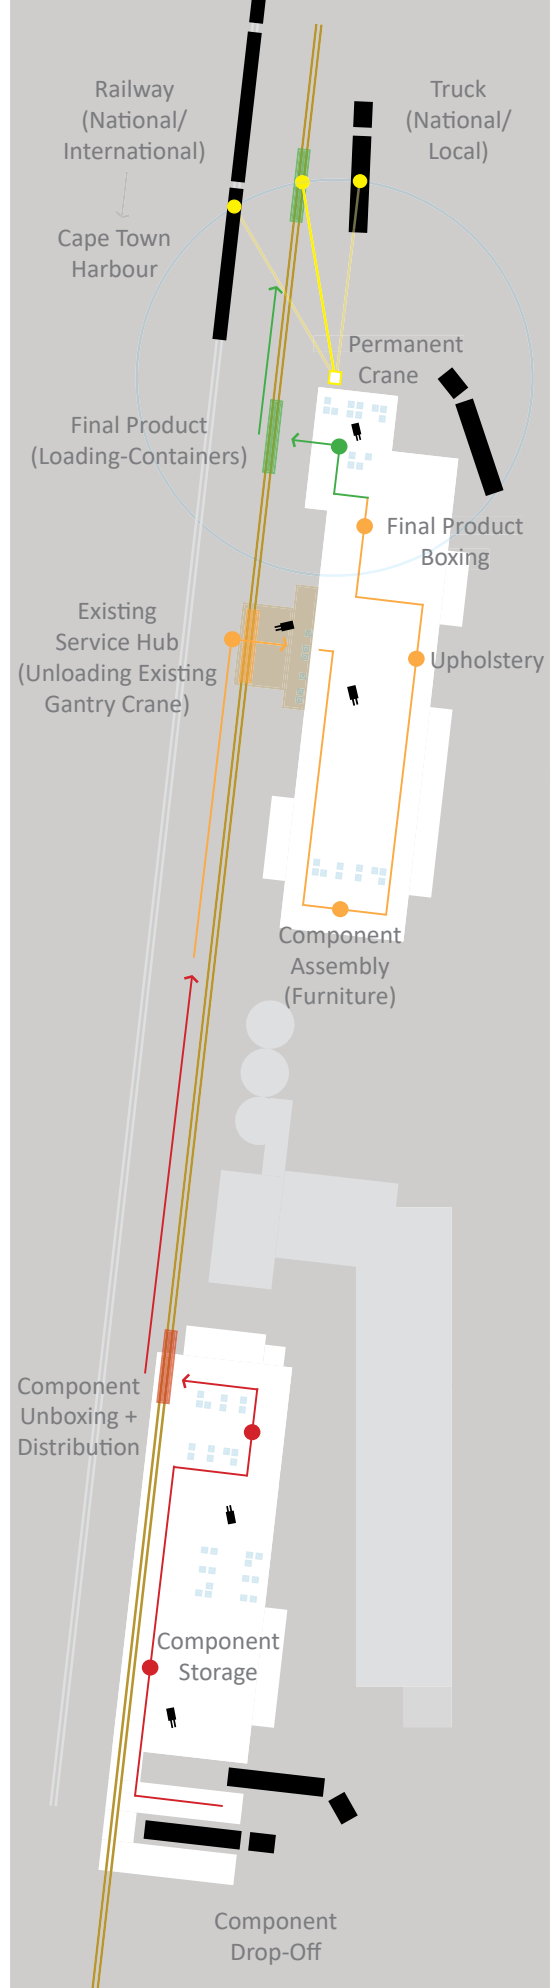 Railway
(National/
International)
Truck
(National/
Local)
Cape Town
Harbour
Permanent
Crane
Final Product
(Loading-Containers)
Final Product
Boxing
Existing
Service Hub
(Unloading Existing
Gantry Crane)
Upholstery
Component
Assembly
(Furniture)
Component
Unboxing +
Distribution
Component
Storage
Component
Drop-Off